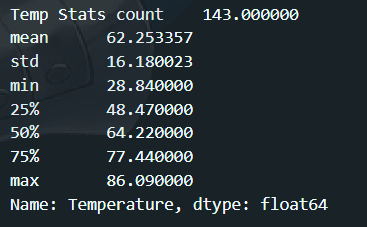 Temp Stats count    143.000000
mean      62.253357
std       16.180023
min       28.840000
25%       48.470000
50%       64.220000
75%       77.440000
max       86.090000
Name: Temperature, dtype: float64